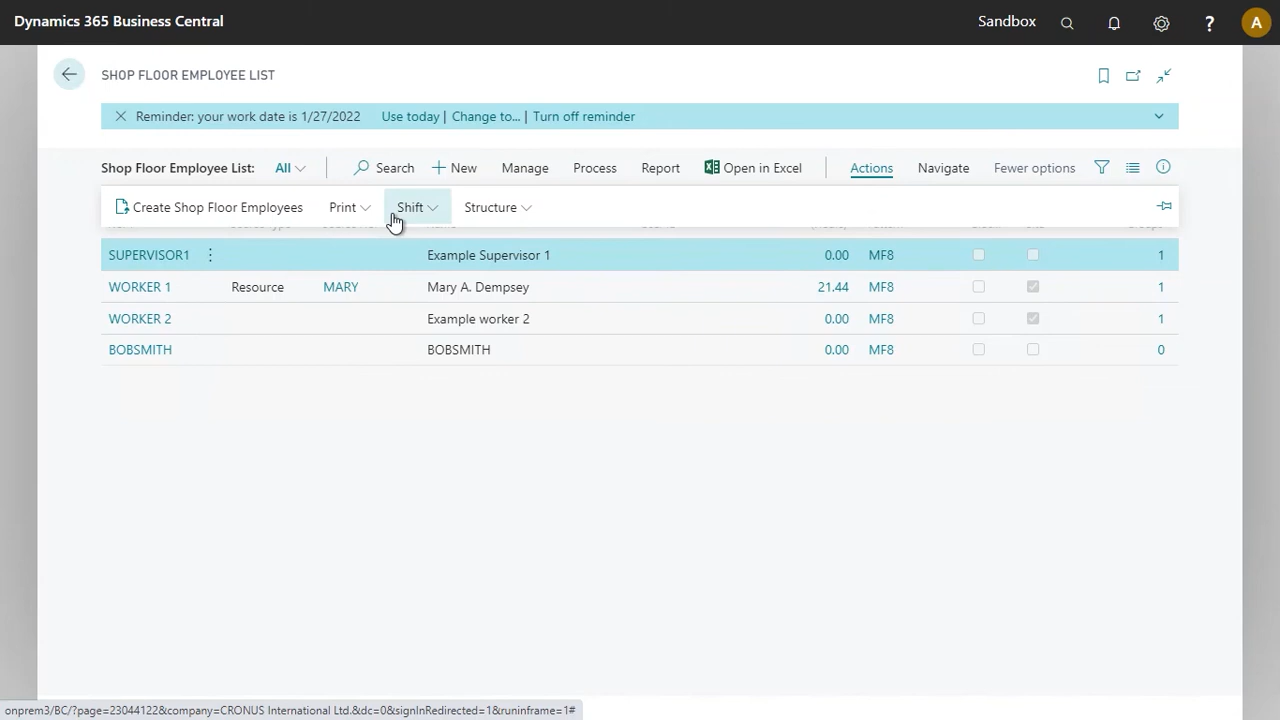 Dynamics 365 Business Central
Sandbox
?
A
SHOP FLOOR EMPLOYEE LIST
Reminder: your work date is 1/27/2022 Use today | Change to... | Turn off reminder
Shop Floor Employee List: All Search New Manage Process Report Open in Excel Actions Navigate Fewer options
Create Shop Floor Employees Print Shift Structure
SUPERVISOR1 Example Supervisor 1 0.00 MF8 1
WORKER 1 Resource MARY Mary A. Dempsey 21.44 MF8 1
WORKER 2 Example worker 2 0.00 MF8 1
BOBSMITH BOBSMITH 0.00 MF8 0
onprem3/BC/?page=23044122&company=CRONUS International Ltd.&dc=0&signInRedirected=1&runinframe=1#